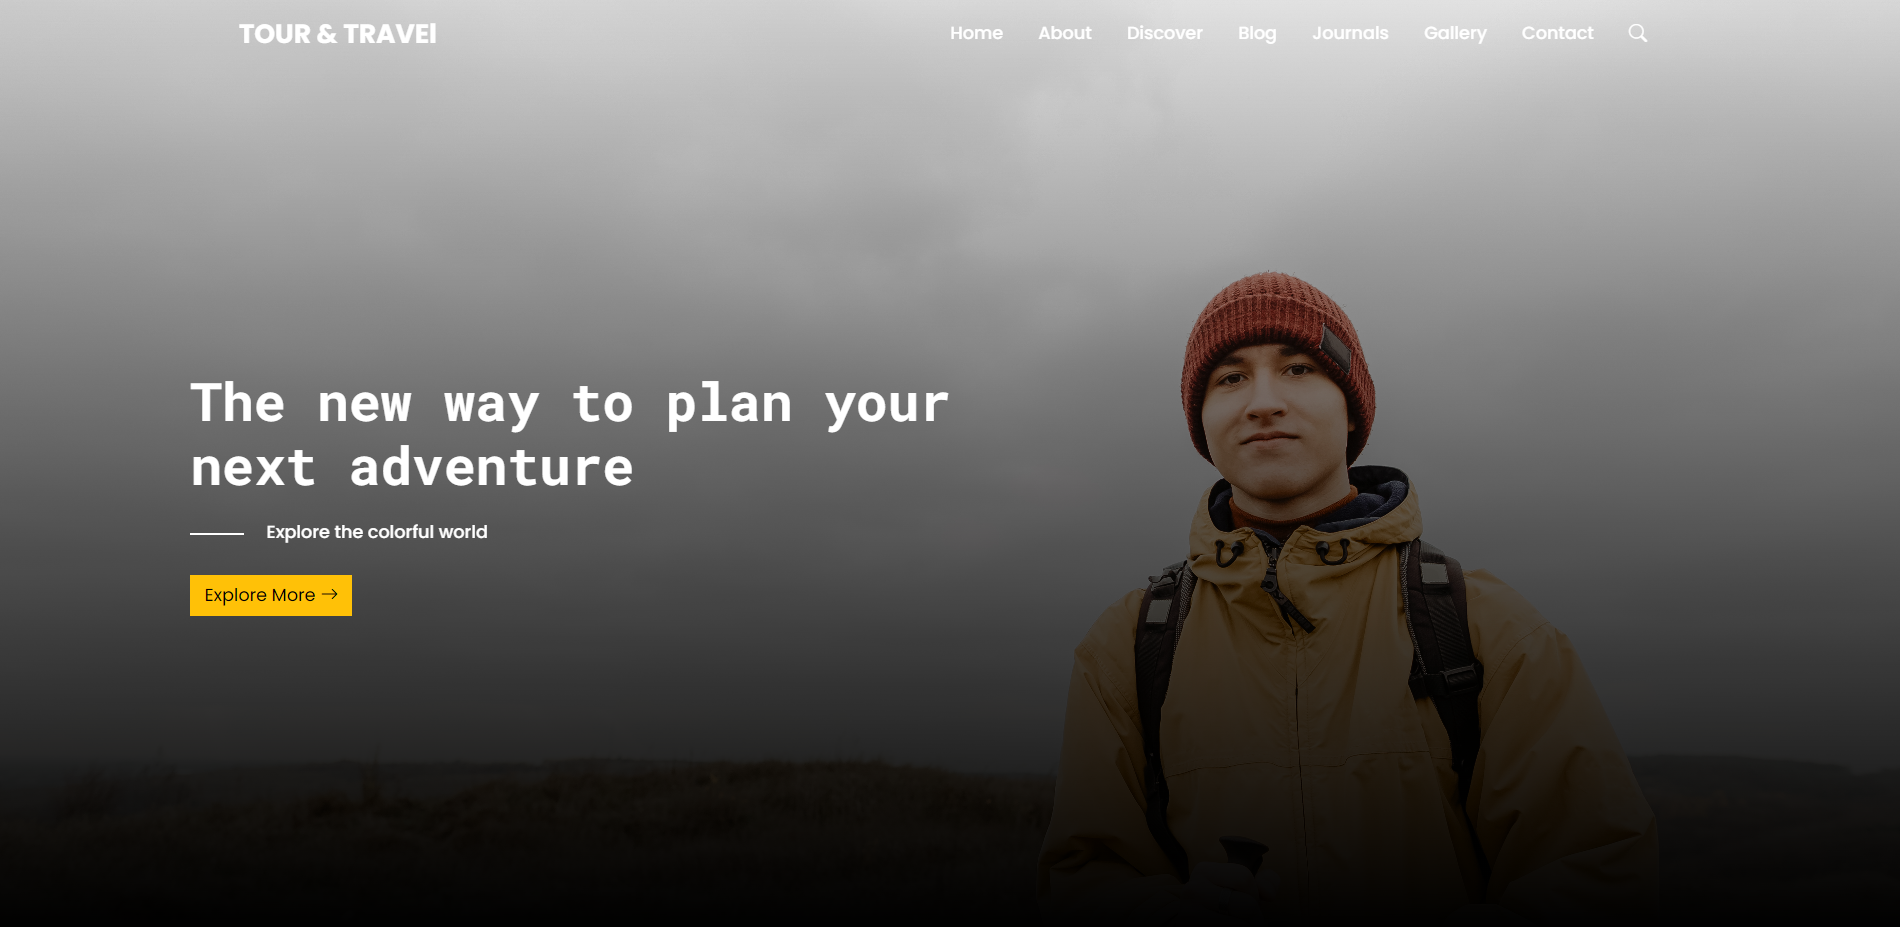 TOUR & TRAVEl
Home About Discover Blog Journals Gallery Contact
The new way to plan your
next adventure
Explore the colorful world
Explore More →